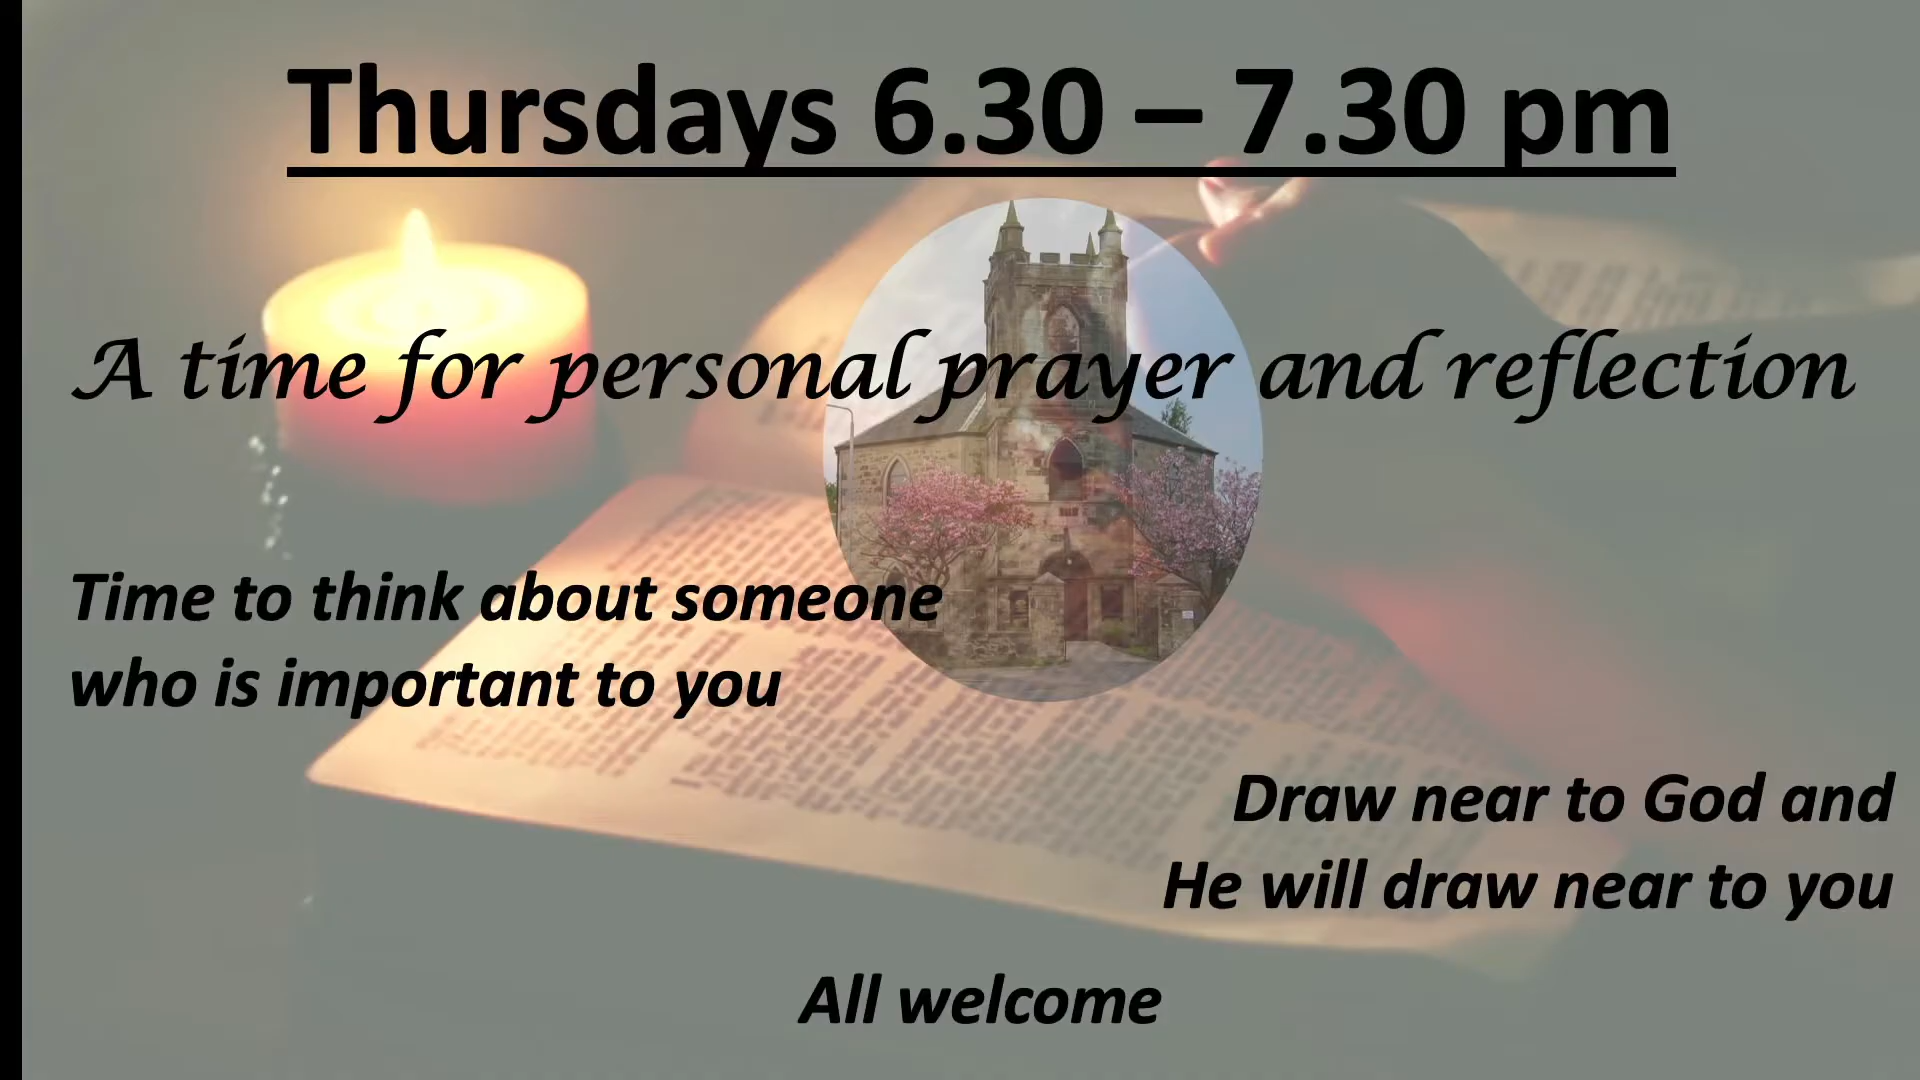 Thursdays 6.30 – 7.30 pm
A time for personal prayer and reflection
Time to think about someone
who is important to you
Draw near to God and
He will draw near to you
All welcome